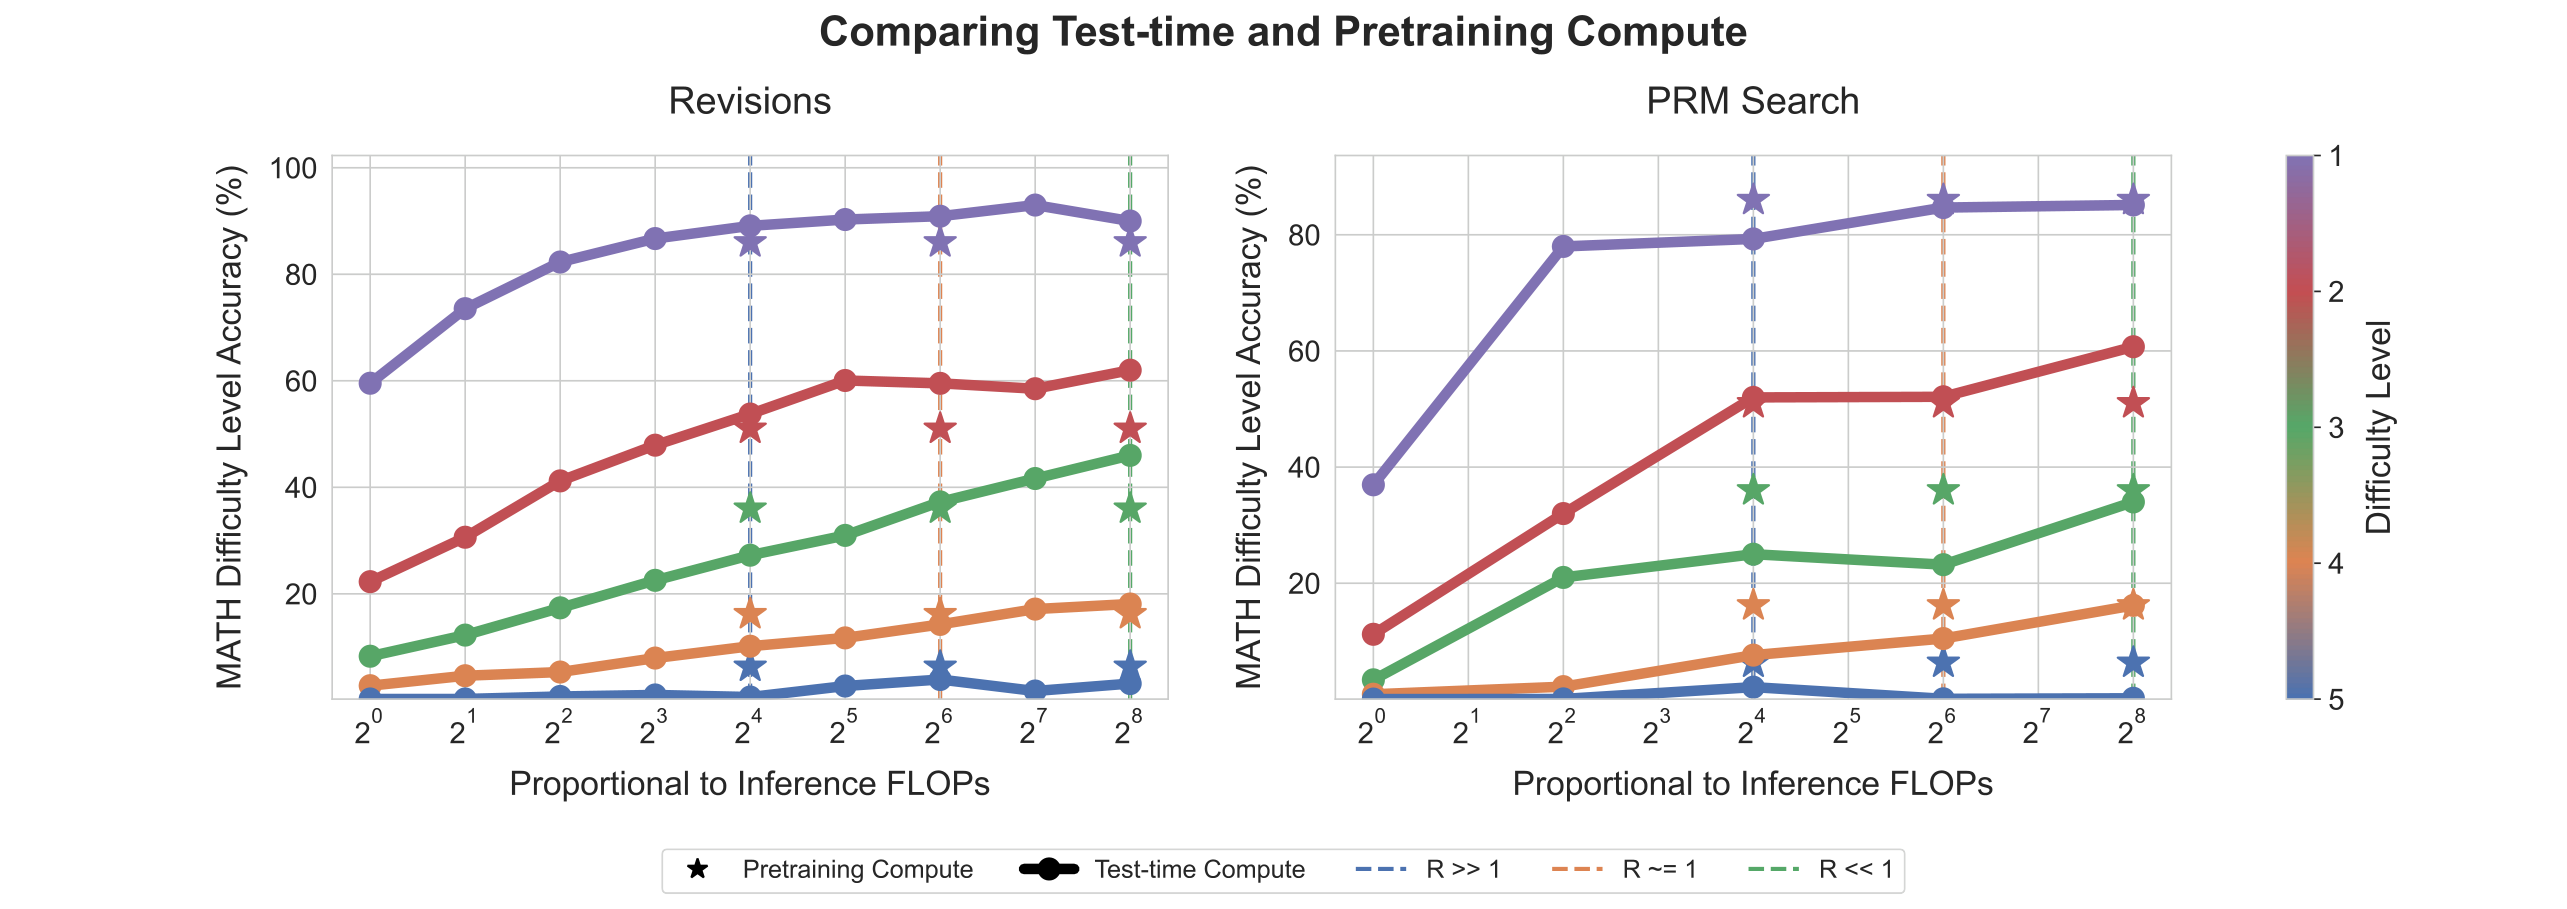 Comparing Test-time and Pretraining Compute
Revisions
MATH Difficulty Level Accuracy (%)
100
80
60
40
20
2^0 2^1 2^2 2^3 2^4 2^5 2^6 2^7 2^8
Proportional to Inference FLOPs
PRM Search
MATH Difficulty Level Accuracy (%)
80
60
40
20
2^0 2^1 2^2 2^3 2^4 2^5 2^6 2^7 2^8
Proportional to Inference FLOPs
1
2
3
4
5
Difficulty Level
Pretraining Compute Test-time Compute R >> 1 R ~= 1 R << 1